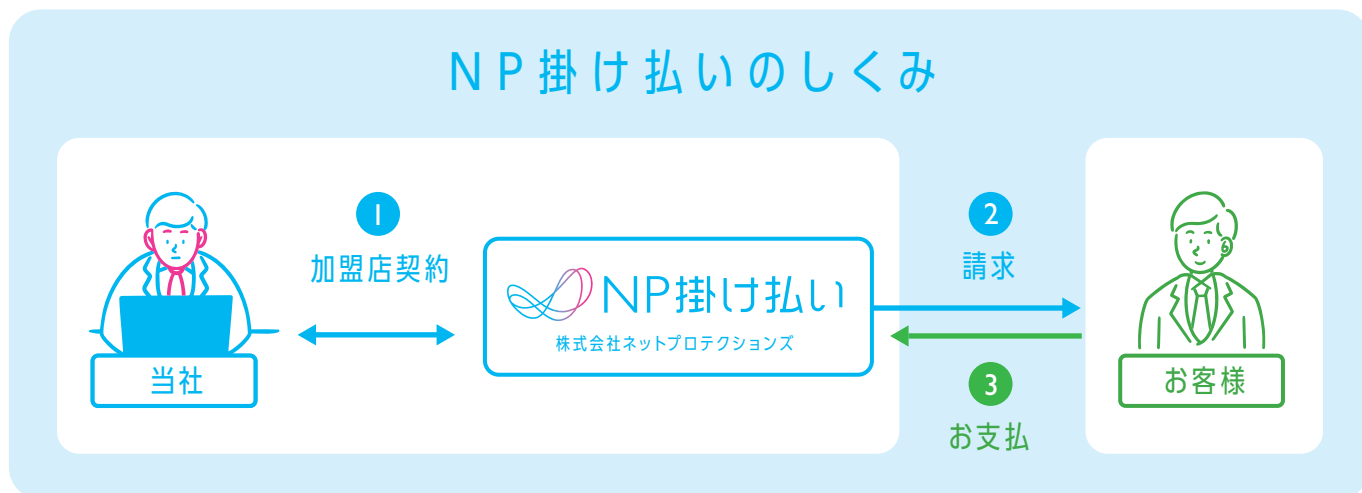 NP掛け払いのしくみ
1
加盟店契約
当社
NP掛け払い
株式会社ネットプロテクションズ
2
請求
3
お支払
お客様